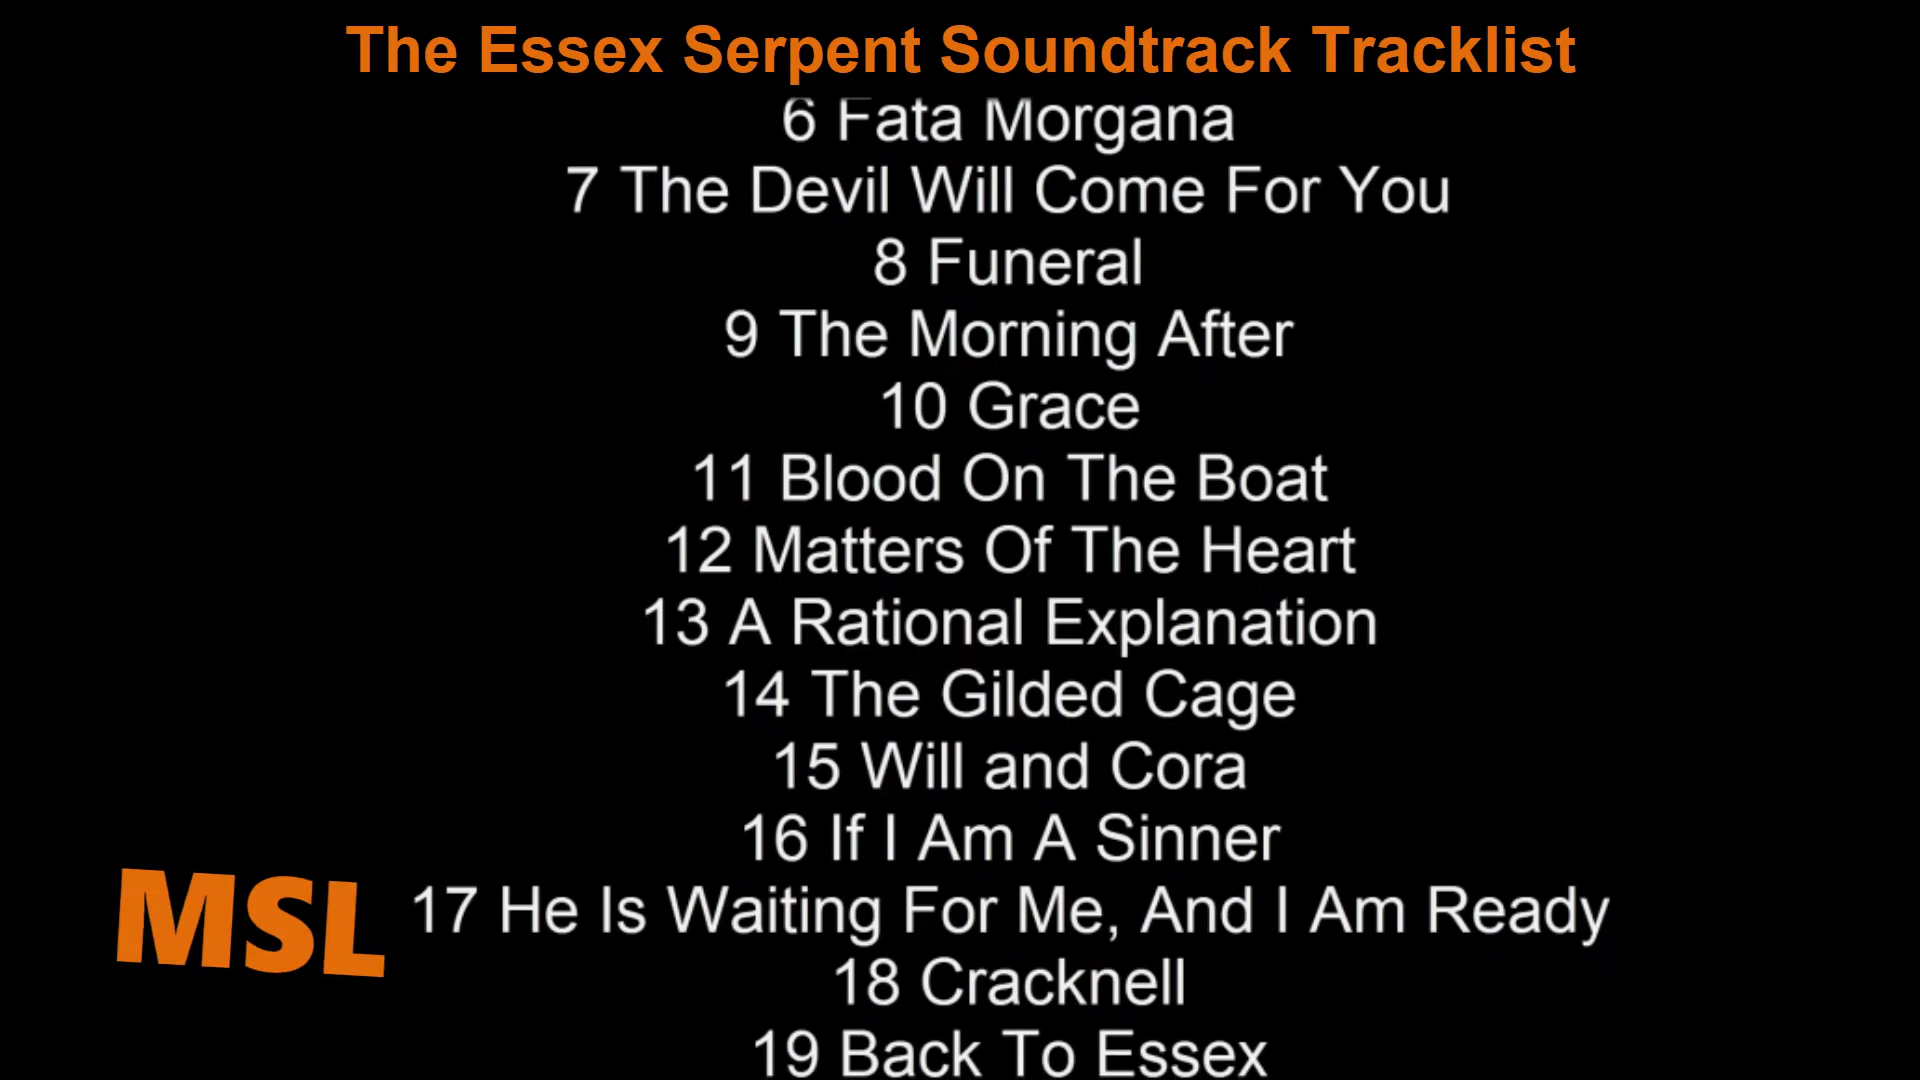 The Essex Serpent Soundtrack Tracklist
6 Fata Morgana
7 The Devil Will Come For You
8 Funeral
9 The Morning After
10 Grace
11 Blood On The Boat
12 Matters Of The Heart
13 A Rational Explanation
14 The Gilded Cage
15 Will and Cora
16 If I Am A Sinner
MSL
17 He Is Waiting For Me, And I Am Ready
18 Cracknell
19 Back To Essex